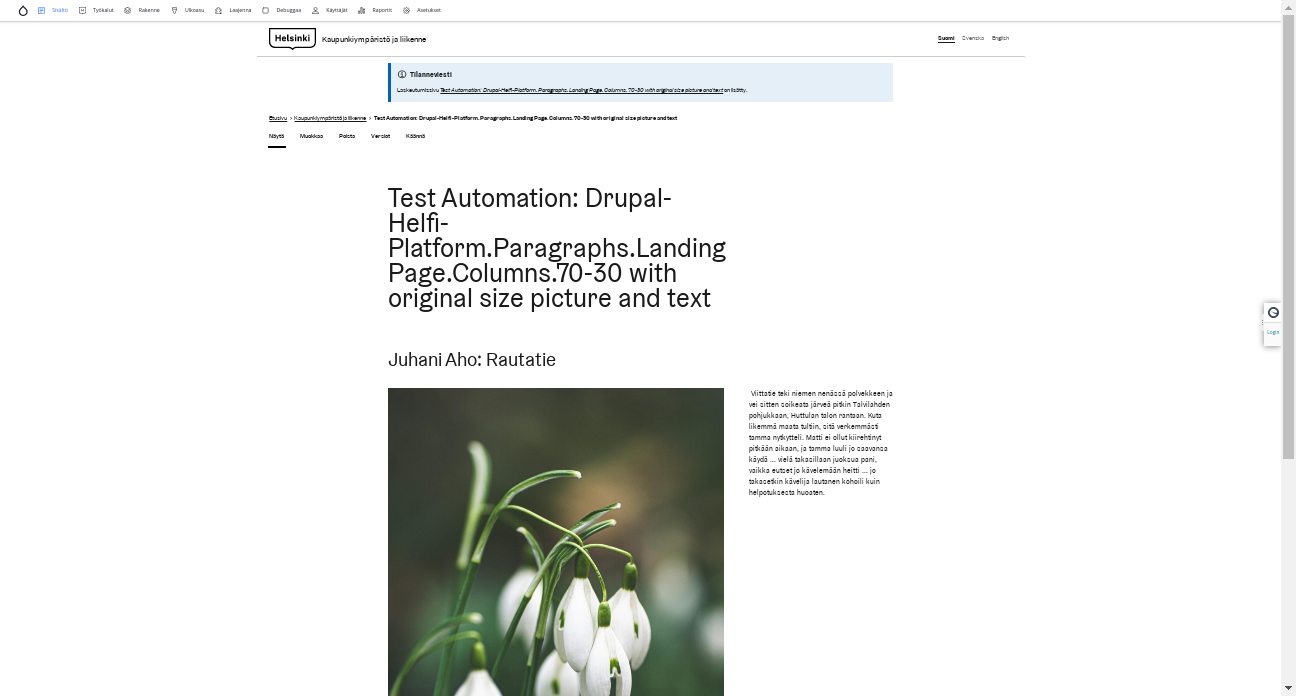 Sisältö Työkalut Rakenne Ulkoasu Laajenna Debuggaa Käyttäjät Raportit Asetukset
Helsinki Kaupunkiympäristö ja liikenne Suomi Svenska English
Tilanneviesti
Laskeutumissivu Test Automation: Drupal-Helfi-Platform.Paragraphs.Landing Page.Columns.70-30 with original size picture and text on lisätty.
Etusivu > Kaupunkiympäristö ja liikenne > Test Automation: Drupal-Helfi-Platform.Paragraphs.Landing Page.Columns.70-30 with original size picture and text
Näytä Muokkaa Poista Versiot Käännä
Test Automation: Drupal-
Helfi-
Platform.Paragraphs.Landing
Page.Columns.70-30 with
original size picture and text
Juhani Aho: Rautatie
Viittatie teki niemen nenässä polvekkeen ja
vei sitten soikeata järveä pitkin Talvilahden
pohjukkaan, Huttulan talon rantaan. Kuta
likemmä maata tultiin, sitä verkemmästi
tamma nytkytteli. Matti ei ollut kiirehtinyt
pitkään aikaan, ja tamma luuli jo saavansa
käydä ... vielä takasillaan juoksua pani,
vaikka eutset jo kävelemään heitti ... jo
takasetkin kävelijä lautanen kohoili kuin
helpotuksesta huoaten.
Login